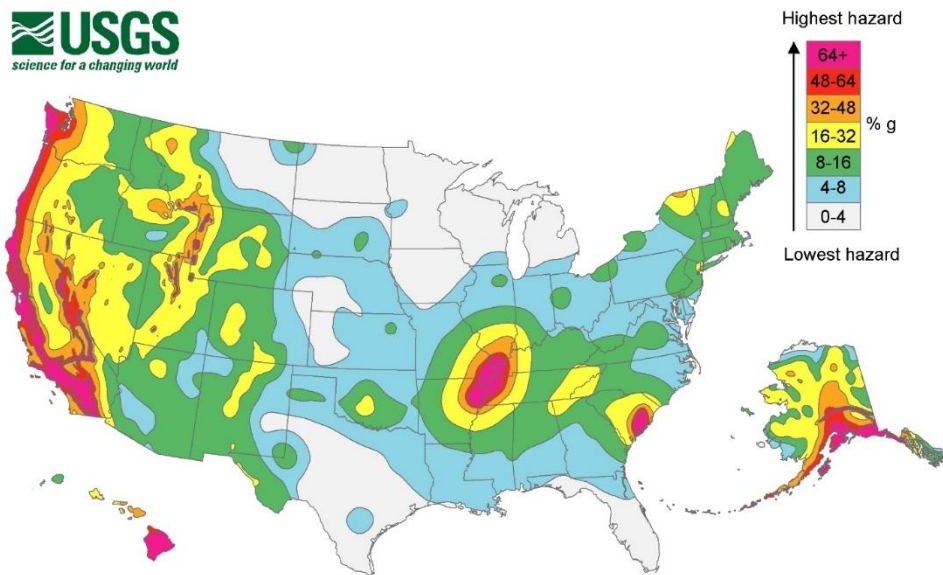 USGS
science for a changing world
Highest hazard
64+
48-64
32-48
16-32
8-16
4-8
0-4
% g
Lowest hazard